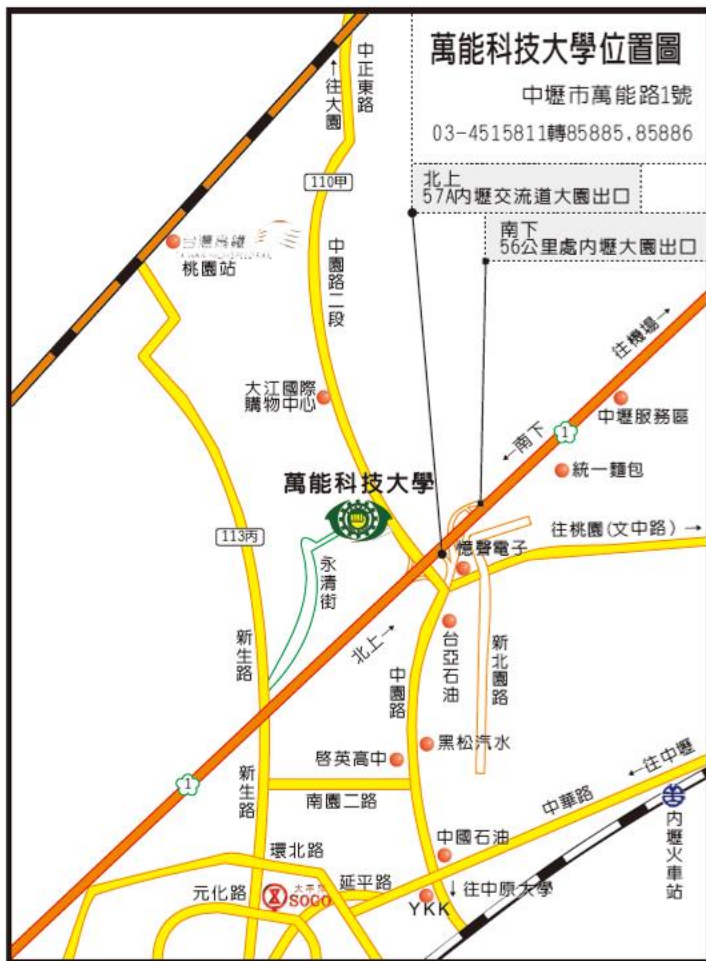 萬能科技大學位置圖
中壢市萬能路1號
03-4515811轉85885.85886
北上
57A内壢交流道大園出口
南下
56公里處内壢大園出口
中正東路
←往大園
110甲
台灣高鐵
桃園站
中園路二段
往機場→
大江國際
購物中心
中壢服務區
1
←南下
統一麵包
萬能科技大學
往桃園(文中路)→
113丙
憶聲電子
永清街
北上→
台亞石油
新北園路
新生路
中園路
黑松汽水
啓英高中
←往中壢
1
新生路
南園二路
中華路
内壢火車站
中國石油
環北路
延平路
元化路
SOGO
↓往中原大學
YKK